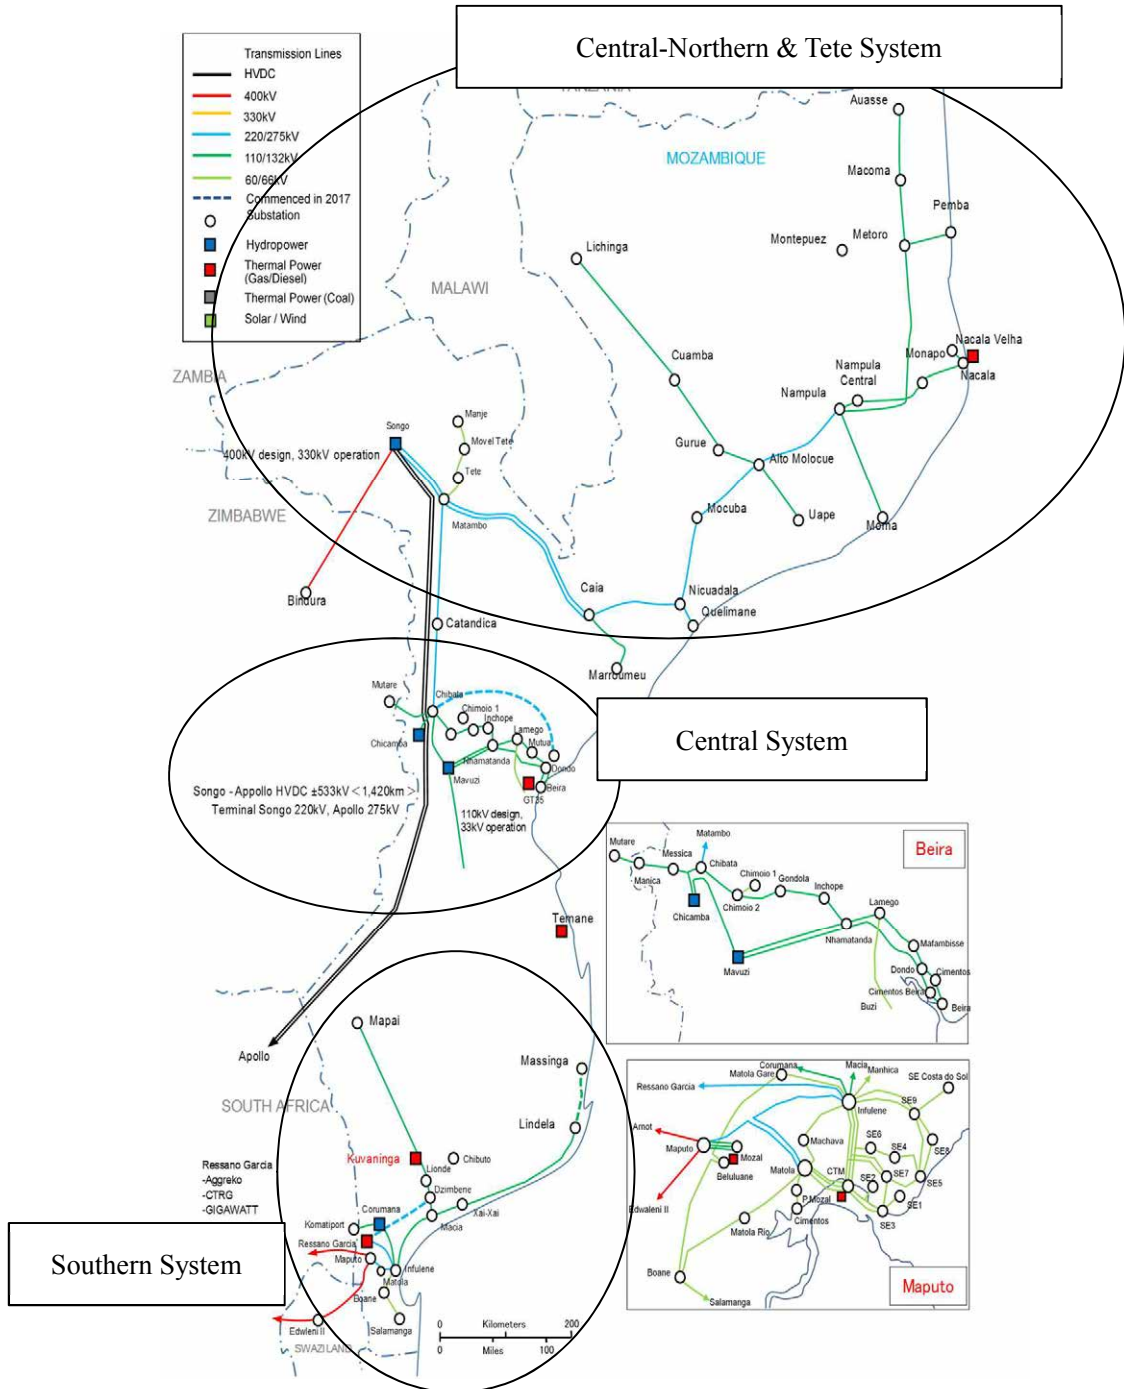 Central-Northern & Tete System
Transmission Lines
HVDC
400kV
330kV
220/275kV
110/132kV
60/66kV
Commenced in 2017
Substation
Hydropower
Thermal Power
(Gas/Diesel)
Thermal Power (Coal)
Solar / Wind
TANZANIA
MOZAMBIQUE
Auasse
Macoma
Pemba
Montepuez
Metoro
Lichinga
MALAWI
Nacala Velha
Monapo
Nacala
Cuamba
Nampula
Central
Nampula
ZAMBIA
Manje
Songo
Movel Tete
400kV design, 330kV operation
Gurue
Alto Molocue
Tete
ZIMBABWE
Matambo
Mocuba
Uape
Moma
Bindura
Caia
Nicuadala
Quelimane
Catandica
Marroumeu
Mutare
Chibata
Chimoio 1
Inchope
Lamego
Mutua
Chicamba
Nhamatanda
Dondo
Mavuzi
GT35
Beira
Central System
Songo - Appollo HVDC ±533kV <1,420km>
Terminal Songo 220kV, Apollo 275kV
110kV design,
33kV operation
Temane
Matambo
Beira
Mutare
Messica
Chibata
Manica
Chimoio 1
Gondola
Inchope
Chicamba
Chimoio 2
Lamego
Nhamatanda
Mavuzi
Mafambisse
Dondo
Cimentos
Cimentos Beira
Buzi
Beira
Mapai
Apollo
Massinga
SOUTH AFRICA
Lindela
Kuvaninga
Chibuto
Lionde
Ressano Garcia
-Aggreko
-CTRG
-GIGAWATT
Dzimbene
Corumana
Xai-Xai
Komatiport
Macia
Ressano Garcia
Maputo
Infulene
Matola
Boane
Salamanga
Edwleni II
SWAZILAND
0 Kilometers 200
0 Miles 100
Southern System
Corumana
Macia
Matola Gare
Manhica
SE Costa do Sol
Ressano Garcia
Infulene
SE9
Arnot
Maputo
Machava
SE6
SE4
SE8
Mozal
Beluluane
Matola
CTM
SE7
SE5
SE2
SE1
P.Mozal
Edwaleni II
Cimentos
SE3
Matola Rio
Boane
Salamanga
Maputo